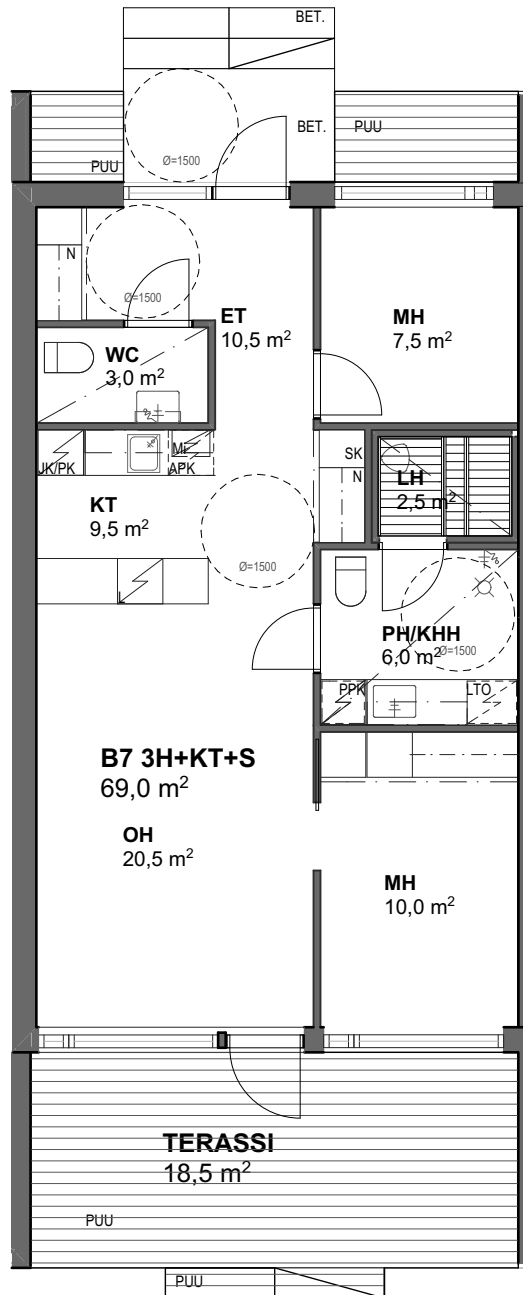 BET.
BET.
PUU
PUU
Ø=1500
N
Ø=1500
ET
10,5 m²
MH
7,5 m²
WC
3,0 m²
JK/PK
Mi
APK
SK
N
LH
2,5 m²
KT
9,5 m²
Ø=1500
PH/KHH
6,0 m²
Ø=1500
PPK
LTO
B7 3H+KT+S
69,0 m²
OH
20,5 m²
MH
10,0 m²
TERASSI
18,5 m²
PUU
PUU